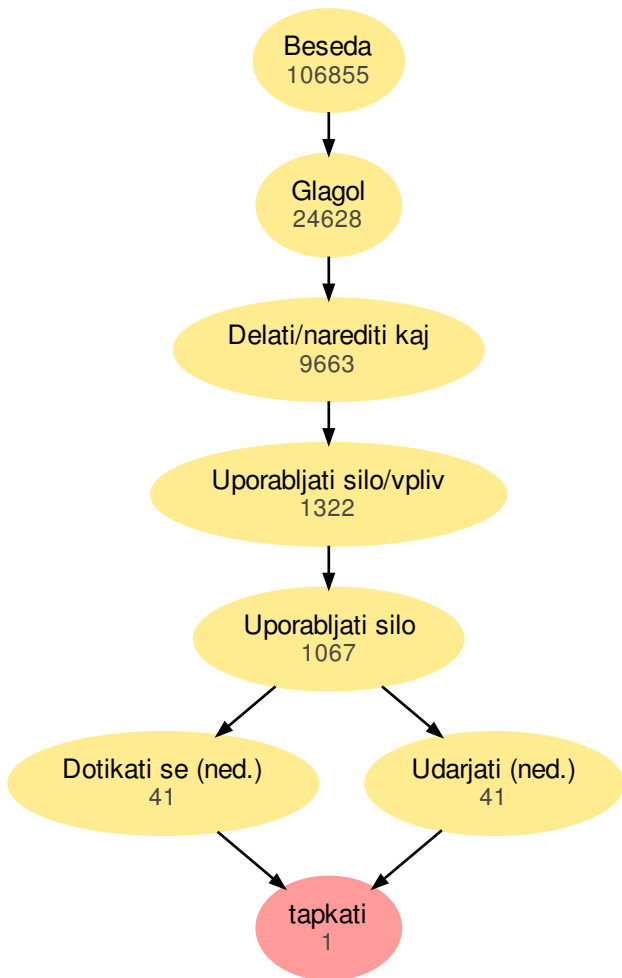 Beseda
106855
Glagol
24628
Delati/narediti kaj
9663
Uporabljati silo/vpliv
1322
Uporabljati silo
1067
Dotikati se (ned.)
41
Udarjati (ned.)
41
tapkati
1